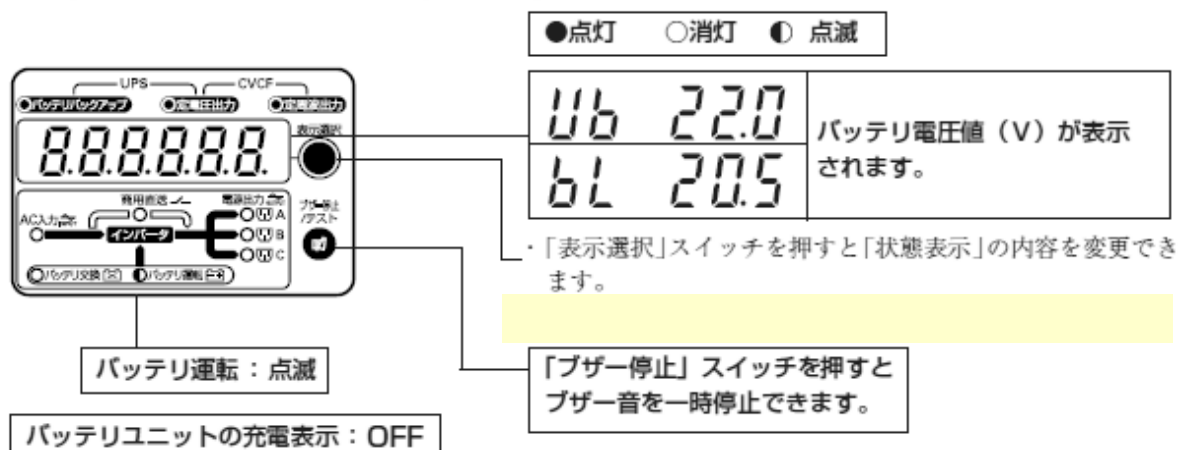 ●点灯 ○消灯 ◐ 点滅
UPS CVCF
バッテリバックアップ 定電圧出力 定周波出力
8.8.8.8.8.8.
表示選択
Ub 22.0
bL 20.5
バッテリ電圧値（V）が表示
されます。
商用直送
電源出力
AC入力
インバータ
A
B
C
ブザー停止
/テスト
バッテリ交換
バッテリ運転
・「表示選択」スイッチを押すと「状態表示」の内容を変更でき
ます。
バッテリ運転：点滅
「ブザー停止」スイッチを押すと
ブザー音を一時停止できます。
バッテリユニットの充電表示：OFF